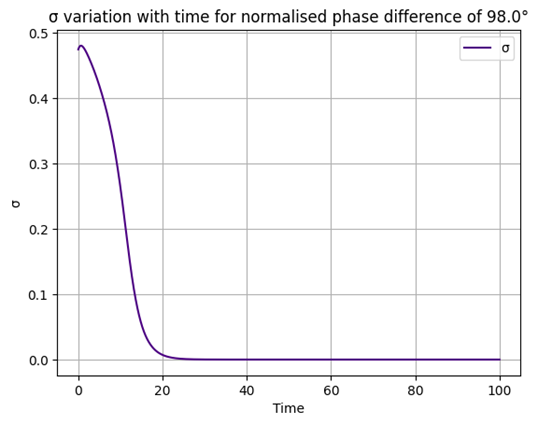 σ variation with time for normalised phase difference of 98.0°
σ
0.5
0.4
0.3
0.2
0.1
0.0
σ
0 20 40 60 80 100
Time